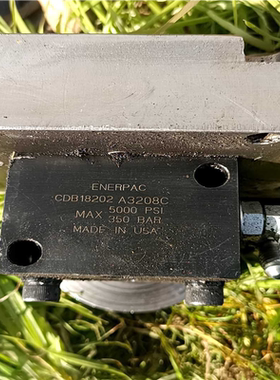 ENERPAC
CDB18202 A3208C
MAX 5000 PSI
350 BAR
MADE IN USA